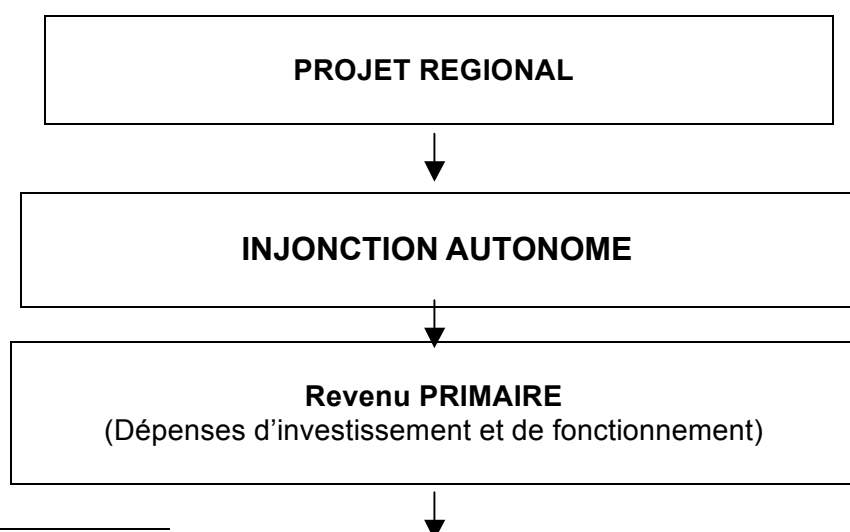 PROJET REGIONAL
INJONCTION AUTONOME
Revenu PRIMAIRE
(Dépenses d’investissement et de fonctionnement)